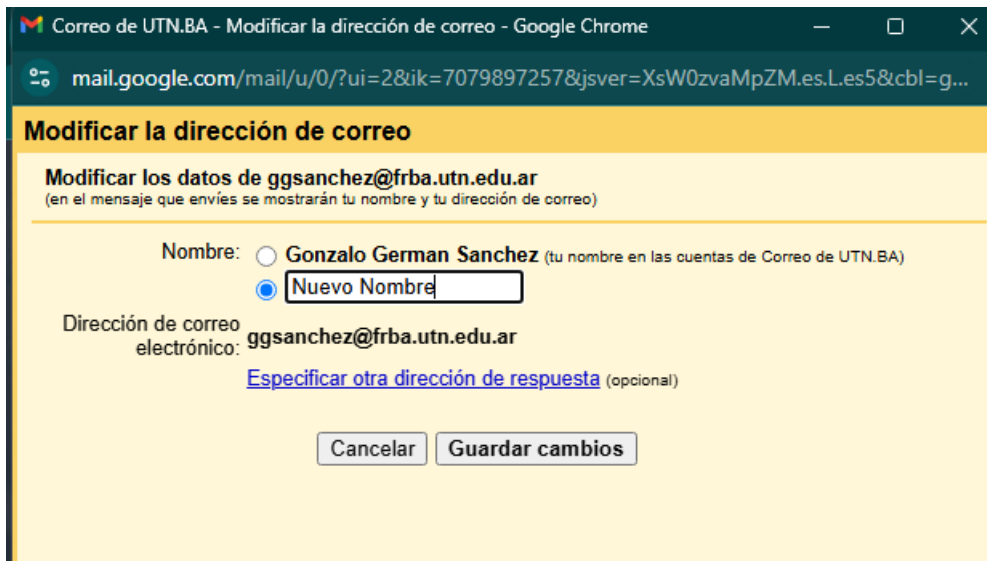 Correo de UTN.BA - Modificar la dirección de correo - Google Chrome
mail.google.com/mail/u/0/?ui=2&ik=7079897257&jsver=XsW0zvaMpZM.es.L.es5&cbl=g...
Modificar la dirección de correo
Modificar los datos de ggsanchez@frba.utn.edu.ar
(en el mensaje que envíes se mostrarán tu nombre y tu dirección de correo)
Nombre: Gonzalo German Sanchez (tu nombre en las cuentas de Correo de UTN.BA)
Nuevo Nombre
Dirección de correo
electrónico: ggsanchez@frba.utn.edu.ar
Especificar otra dirección de respuesta (opcional)
Cancelar Guardar cambios